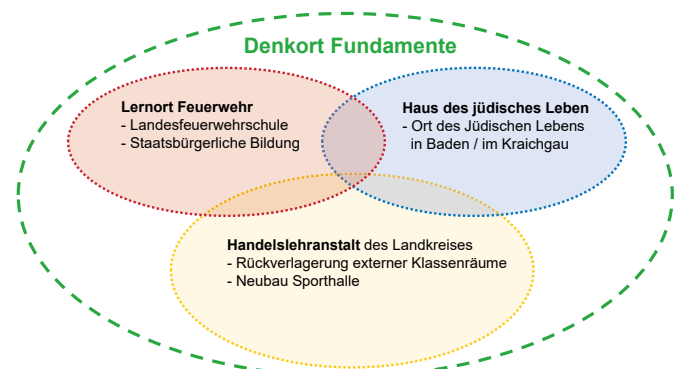 Denkort Fundamente
Lernort Feuerwehr
- Landesfeuerwehrschule
- Staatsbürgerliche Bildung
Haus des jüdisches Leben
- Ort des Jüdischen Lebens
in Baden / im Kraichgau
Handelslehranstalt des Landkreises
- Rückverlagerung externer Klassenräume
- Neubau Sporthalle